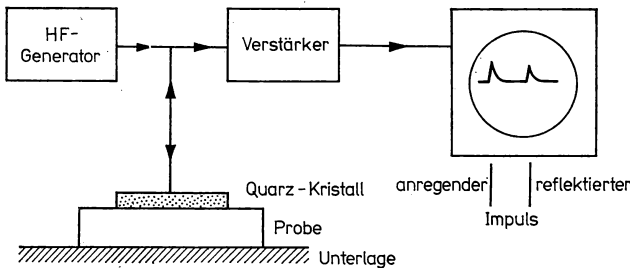 HF-
Generator
Verstärker
Quarz-Kristall
Probe
Unterlage
anregender
reflektierter
Impuls